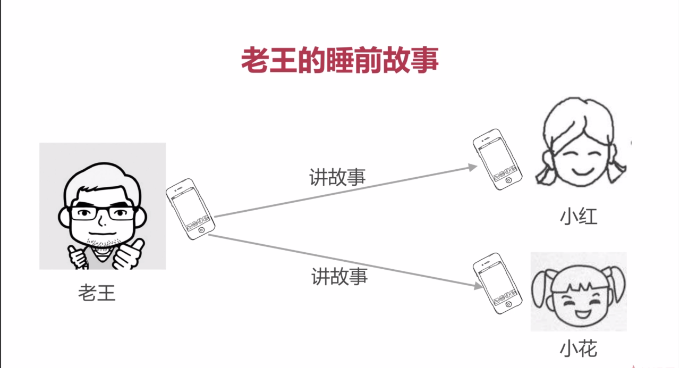 老王的睡前故事
讲故事
小红
讲故事
老王
小花